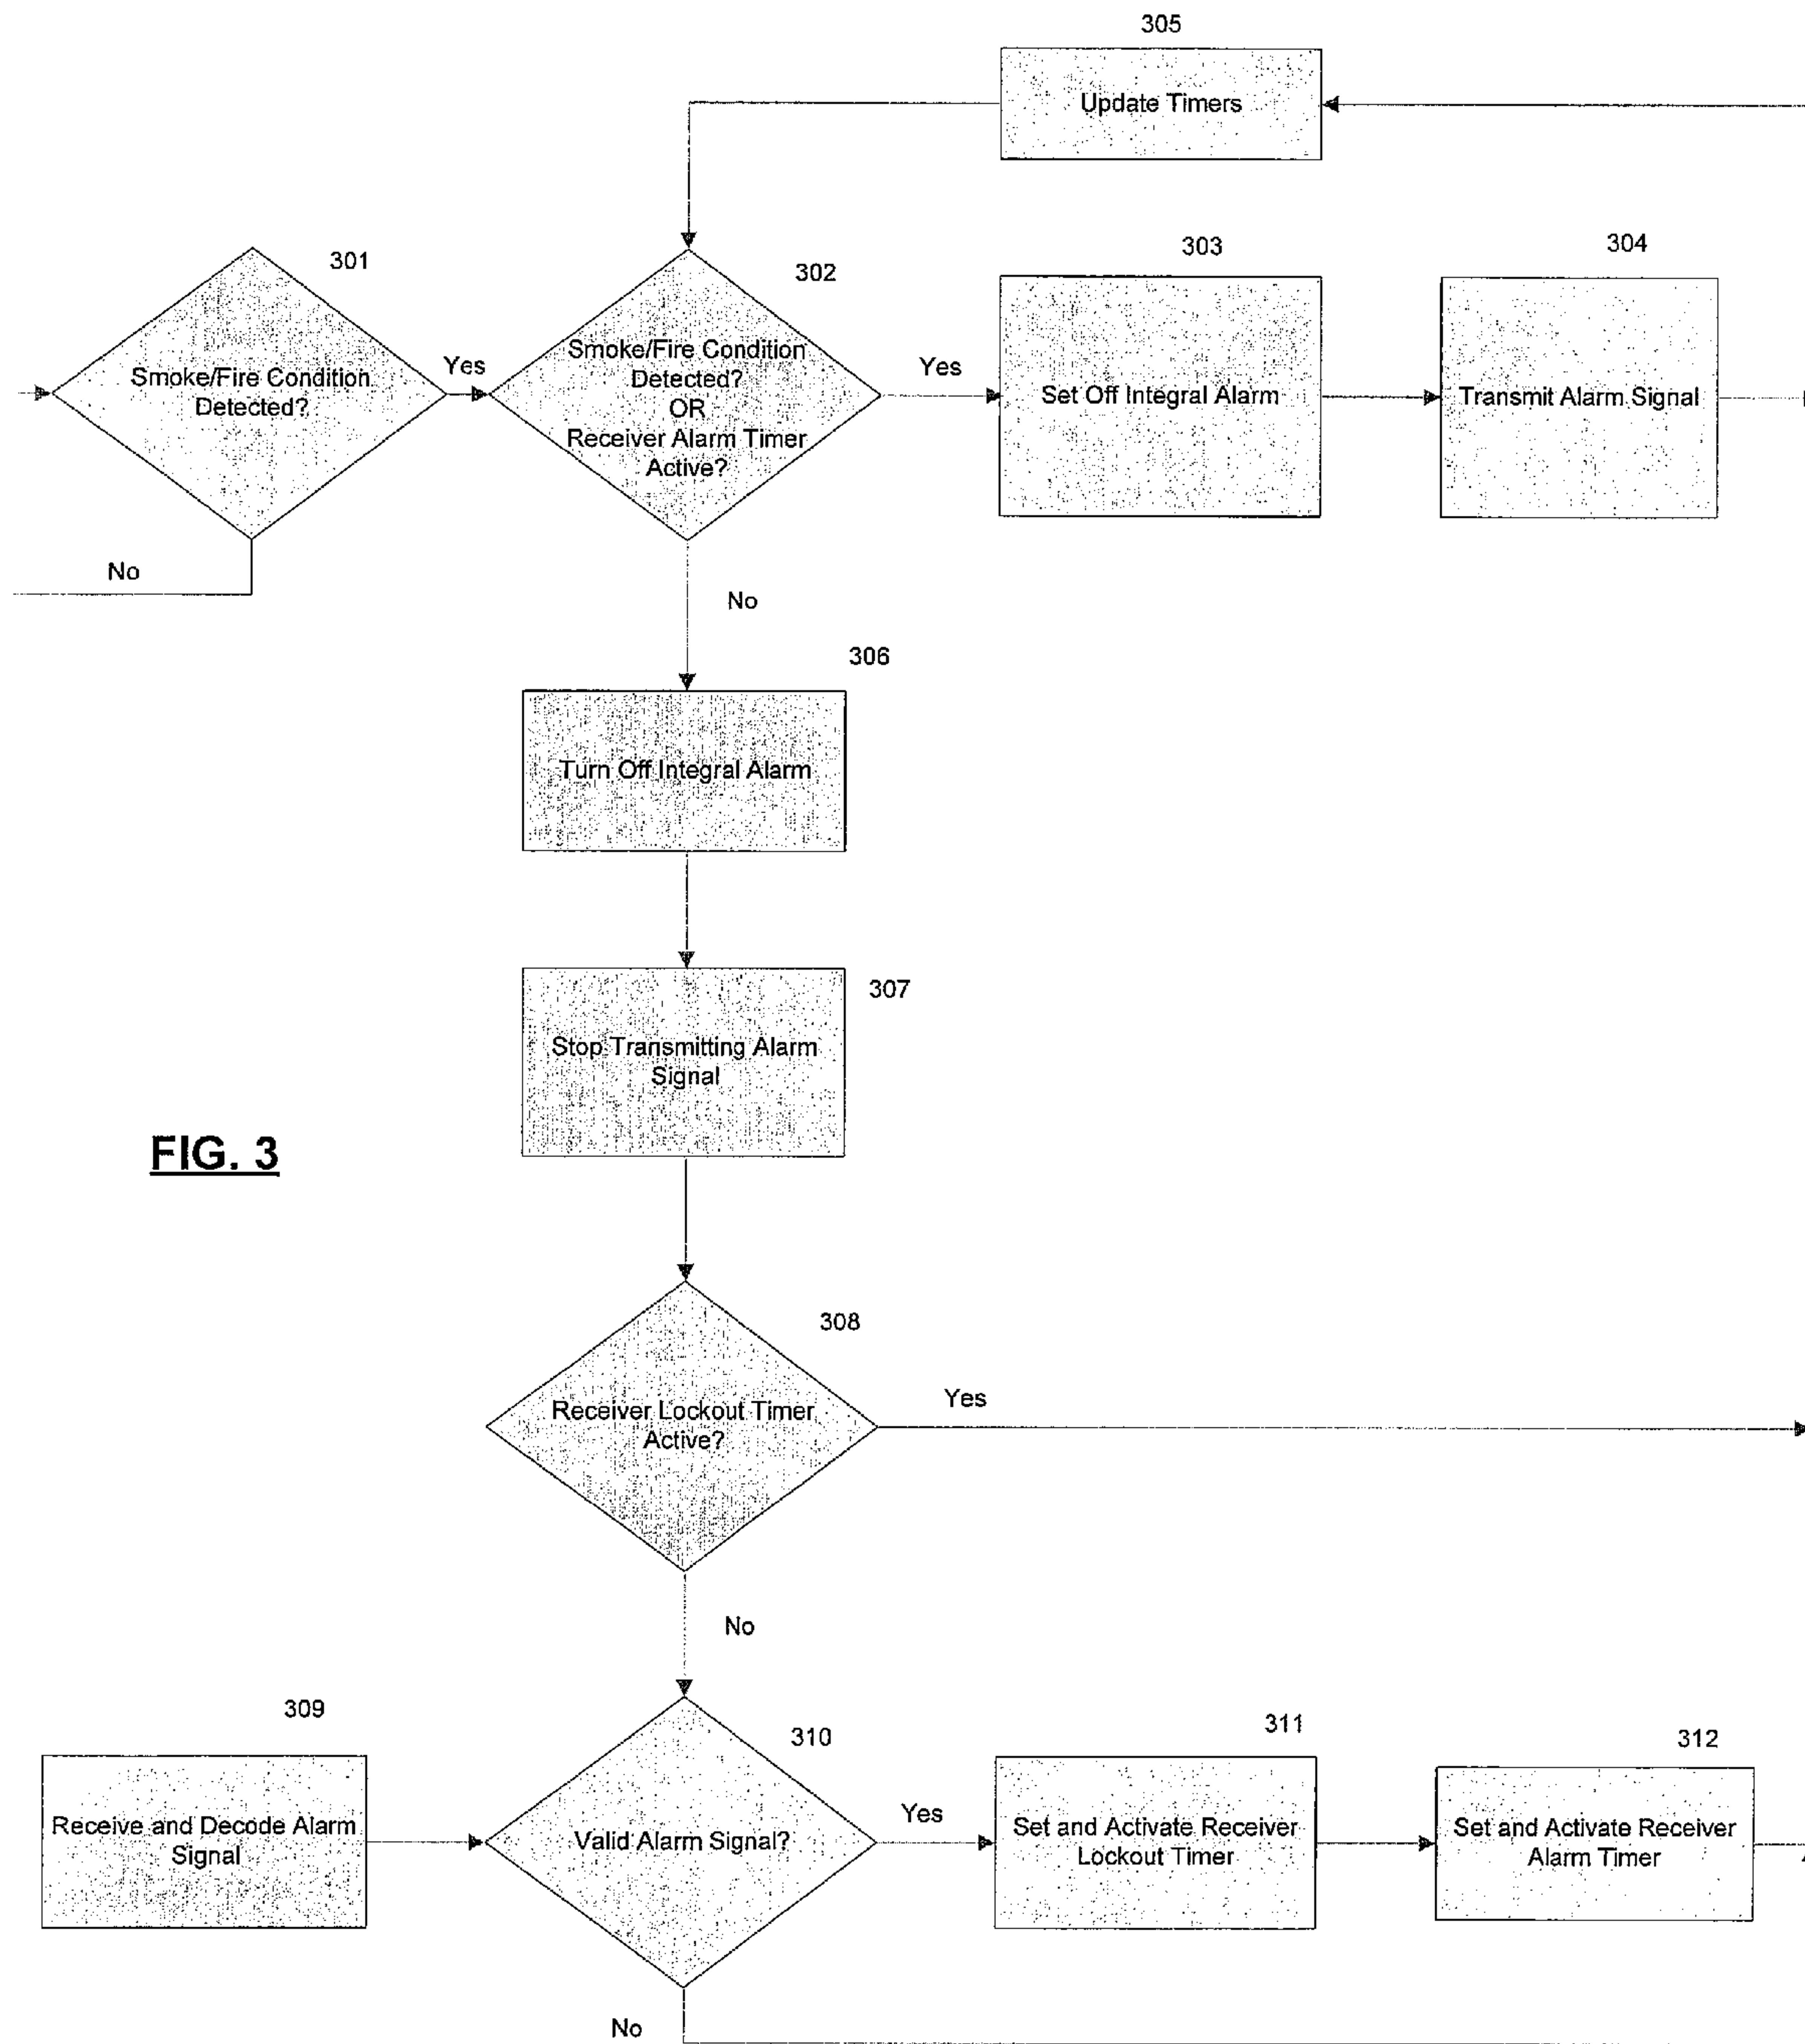 305
Update Timers
301
302
303
304
Smoke/Fire Condition
Detected?
Yes
Smoke/Fire Condition
Detected?
OR
Receiver Alarm Timer
Active?
Yes
Set Off Integral Alarm
Transmit Alarm Signal
No
No
306
Turn Off Integral Alarm
307
Stop Transmitting Alarm
Signal
FIG. 3
308
Receiver Lockout Timer
Active?
Yes
No
309
310
311
312
Receive and Decode Alarm
Signal
Valid Alarm Signal?
Yes
Set and Activate Receiver
Lockout Timer
Set and Activate Receiver
Alarm Timer
No